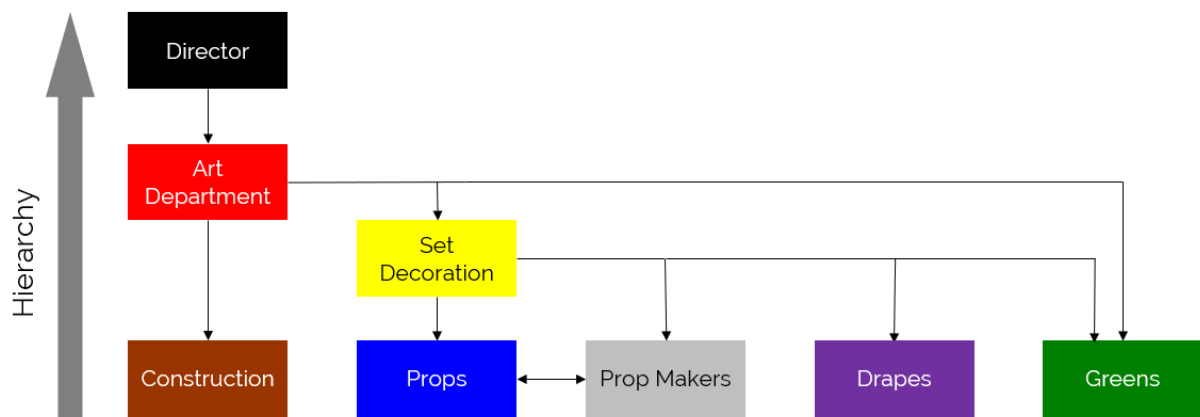 Director
Art
Department
Hierarchy
Set
Decoration
Construction
Props
Prop Makers
Drapes
Greens